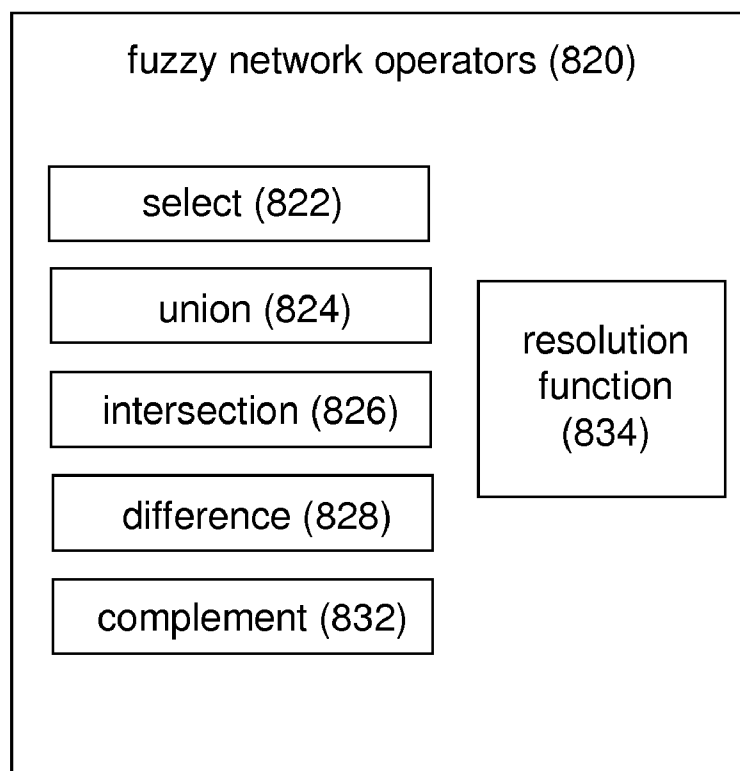 fuzzy network operators (820)
select (822)
union (824)
intersection (826)
difference (828)
complement (832)
resolution
function
(834)